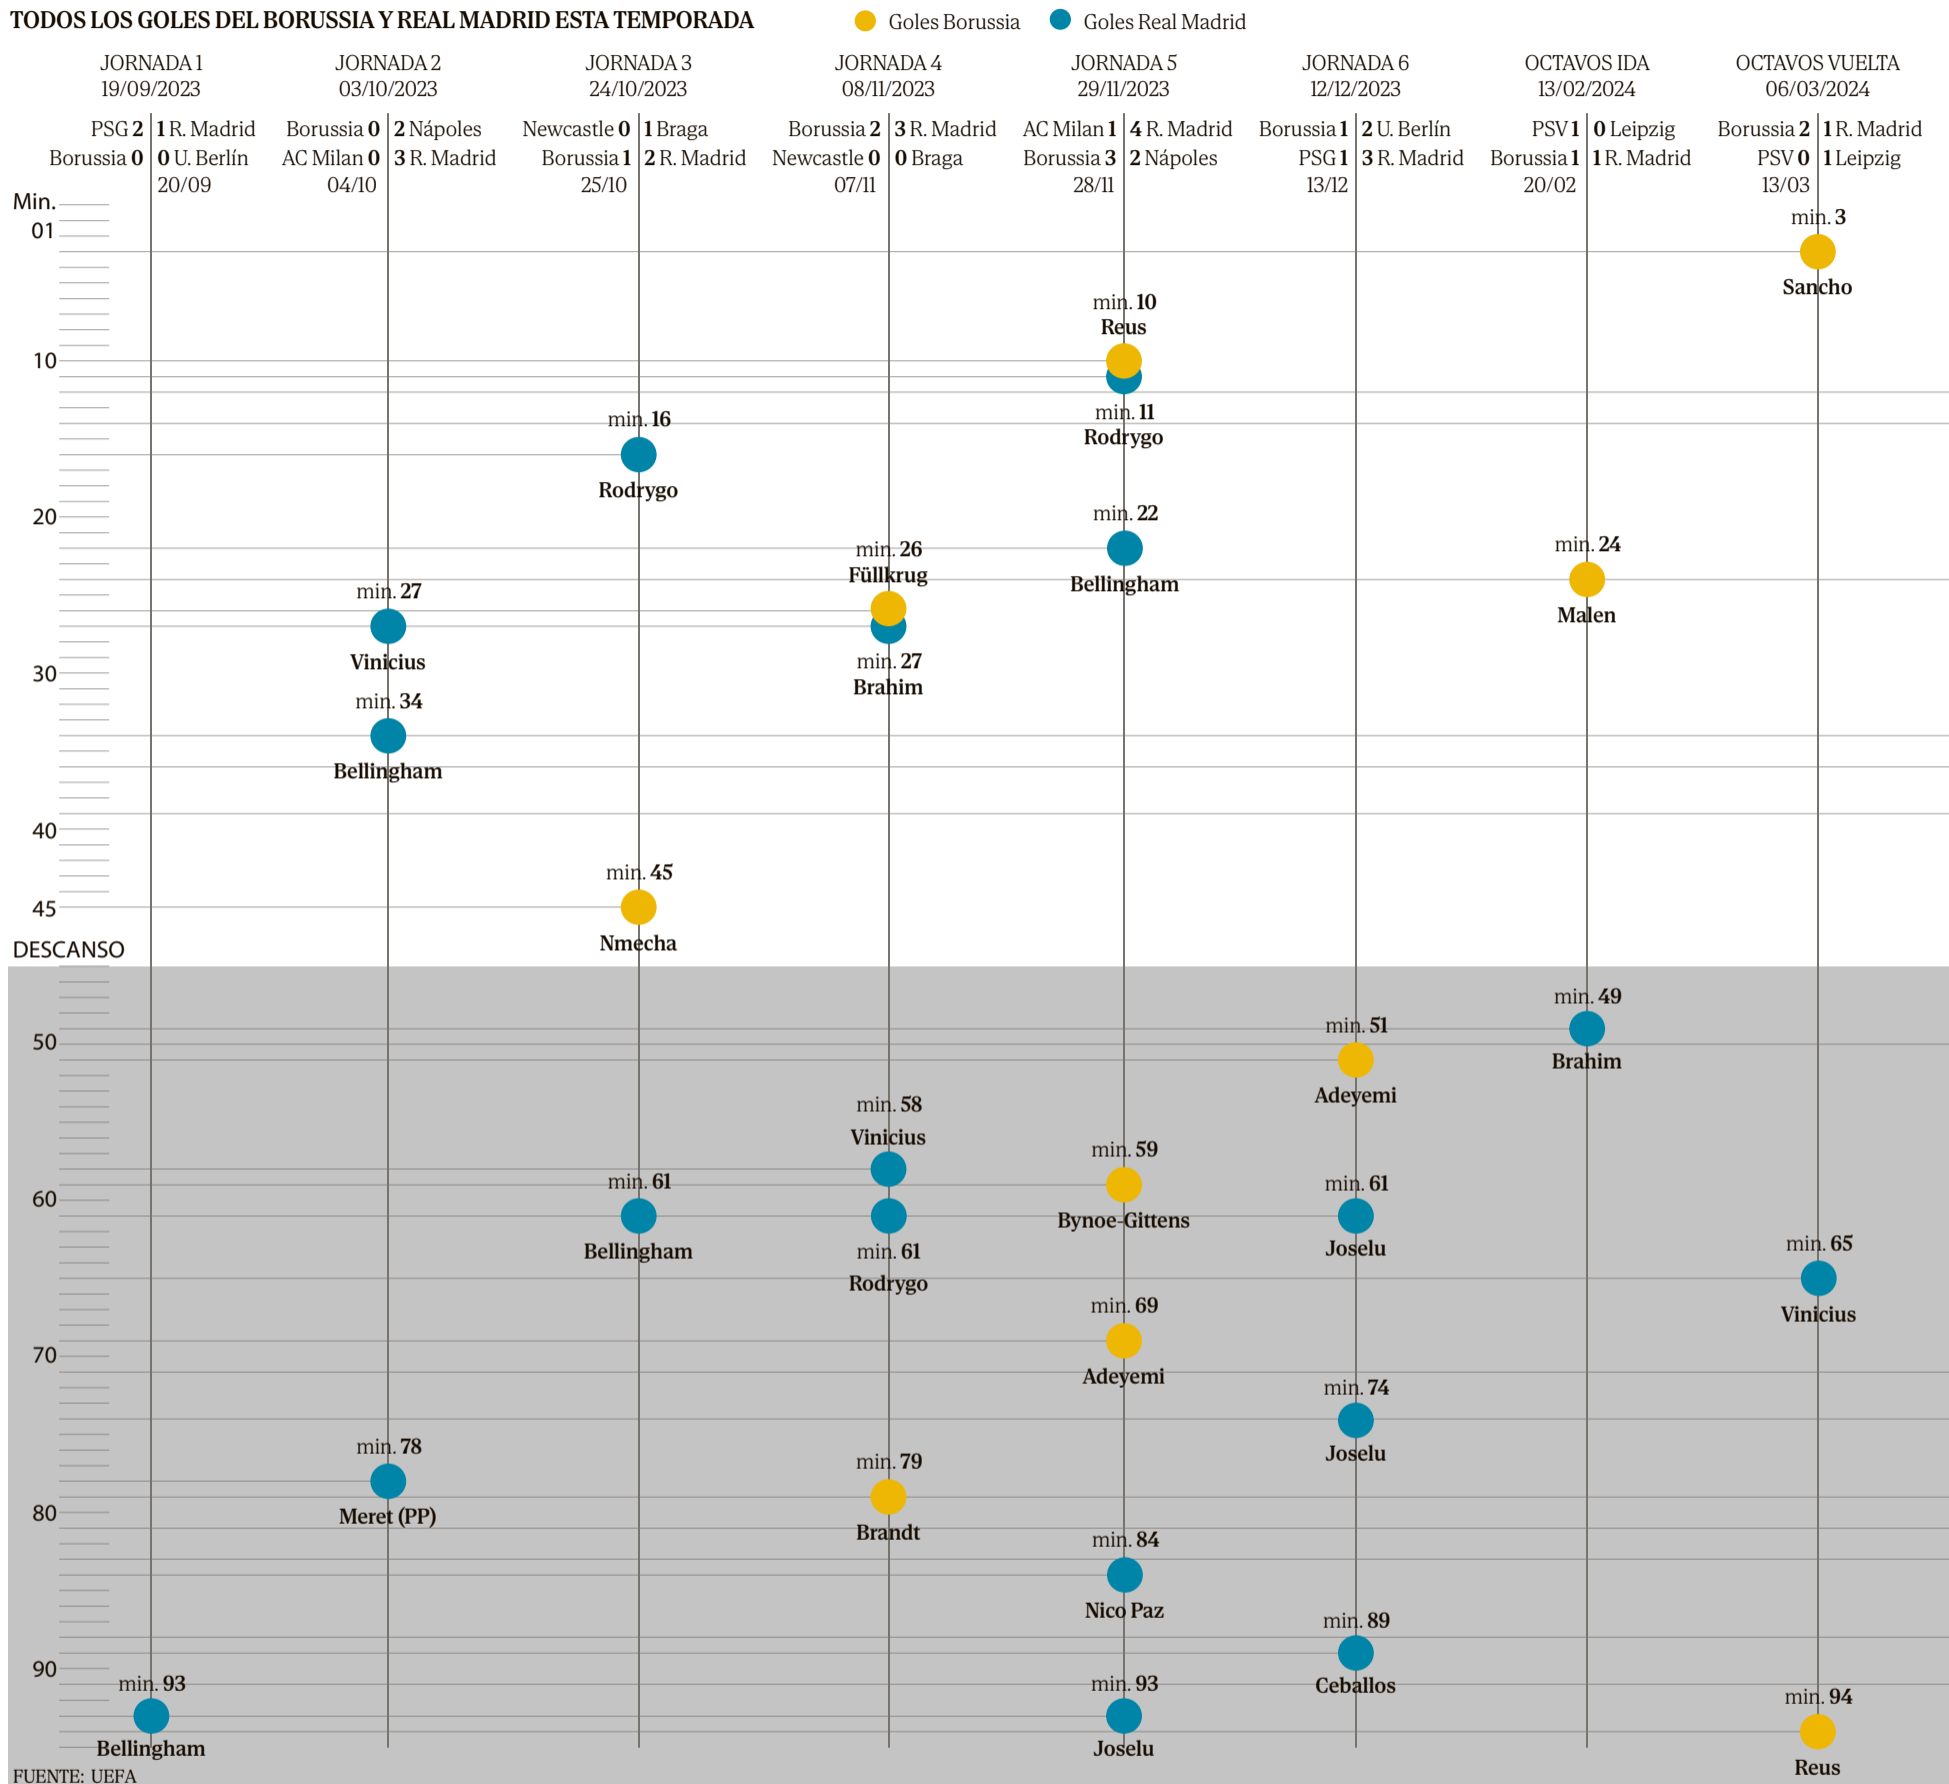 TODOS LOS GOLES DEL BORUSSIA Y REAL MADRID ESTA TEMPORADA
Goles Borussia
Goles Real Madrid
JORNADA 1
19/09/2023
PSG 2 1 R. Madrid
Borussia 0 0 U. Berlín
20/09
JORNADA 2
03/10/2023
Borussia 0 2 Nápoles
AC Milan 0 3 R. Madrid
04/10
JORNADA 3
24/10/2023
Newcastle 0 1 Braga
Borussia 1 2 R. Madrid
25/10
JORNADA 4
08/11/2023
Borussia 2 3 R. Madrid
Newcastle 0 0 Braga
07/11
JORNADA 5
29/11/2023
AC Milan 1 4 R. Madrid
Borussia 3 2 Nápoles
28/11
JORNADA 6
12/12/2023
Borussia 1 2 U. Berlín
PSG 1 3 R. Madrid
13/12
OCTAVOS IDA
13/02/2024
PSV 1 0 Leipzig
Borussia 1 1 R. Madrid
20/02
OCTAVOS VUELTA
06/03/2024
Borussia 2 1 R. Madrid
PSV 0 1 Leipzig
13/03
Min.
01
10
20
30
40
45
DESCANSO
50
60
70
80
90
min. 93
Bellingham
min. 27
Vinicius
min. 34
Bellingham
min. 78
Meret (PP)
min. 16
Rodrygo
min. 45
Nmecha
min. 61
Bellingham
min. 26
Füllkrug
min. 27
Brahim
min. 58
Vinicius
min. 61
Rodrygo
min. 79
Brandt
min. 10
Reus
min. 11
Rodrygo
min. 22
Bellingham
min. 59
Bynoe-Gittens
min. 69
Adeyemi
min. 84
Nico Paz
min. 93
Joselu
min. 51
Adeyemi
min. 61
Joselu
min. 74
Joselu
min. 89
Ceballos
min. 24
Malen
min. 49
Brahim
min. 3
Sancho
min. 65
Vinicius
min. 94
Reus
FUENTE: UEFA